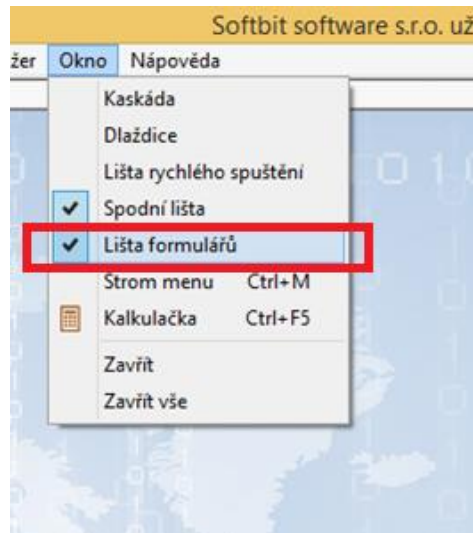 Softbit software s.r.o. už
žer Okno Nápověda
Kaskáda
Dlaždice
Lišta rychlého spuštění
Spodní lišta
Lišta formulářů
Strom menu Ctrl+M
Kalkulačka Ctrl+F5
Zavřít
Zavřít vše